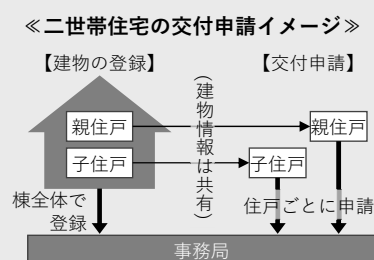 ≪二世帯住宅の交付申請イメージ≫
【建物の登録】
【交付申請】
親住戸
子住戸
(建物情報は共有)
親住戸
子住戸
棟全体で
登録
住戸ごとに申請
事務局